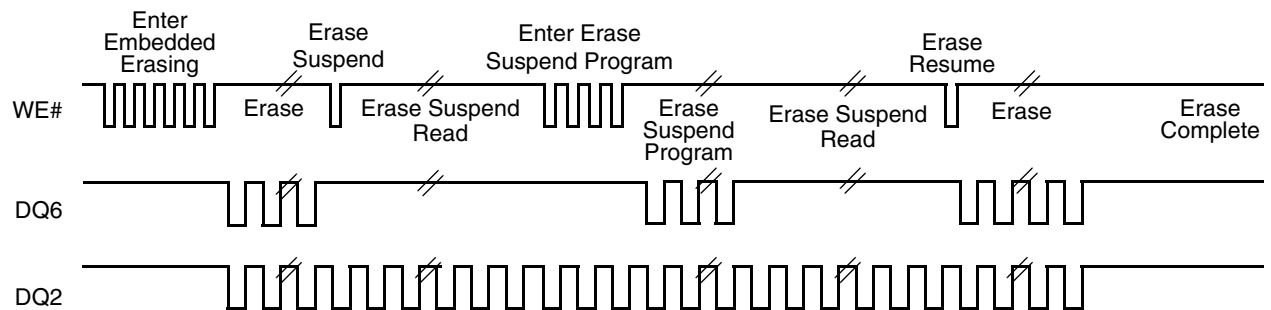 Enter
Embedded
Erasing
Erase
Suspend
Enter Erase
Suspend Program
Erase
Resume
WE#
Erase
Erase Suspend
Read
Erase
Suspend
Program
Erase Suspend
Read
Erase
Erase
Complete
DQ6
DQ2